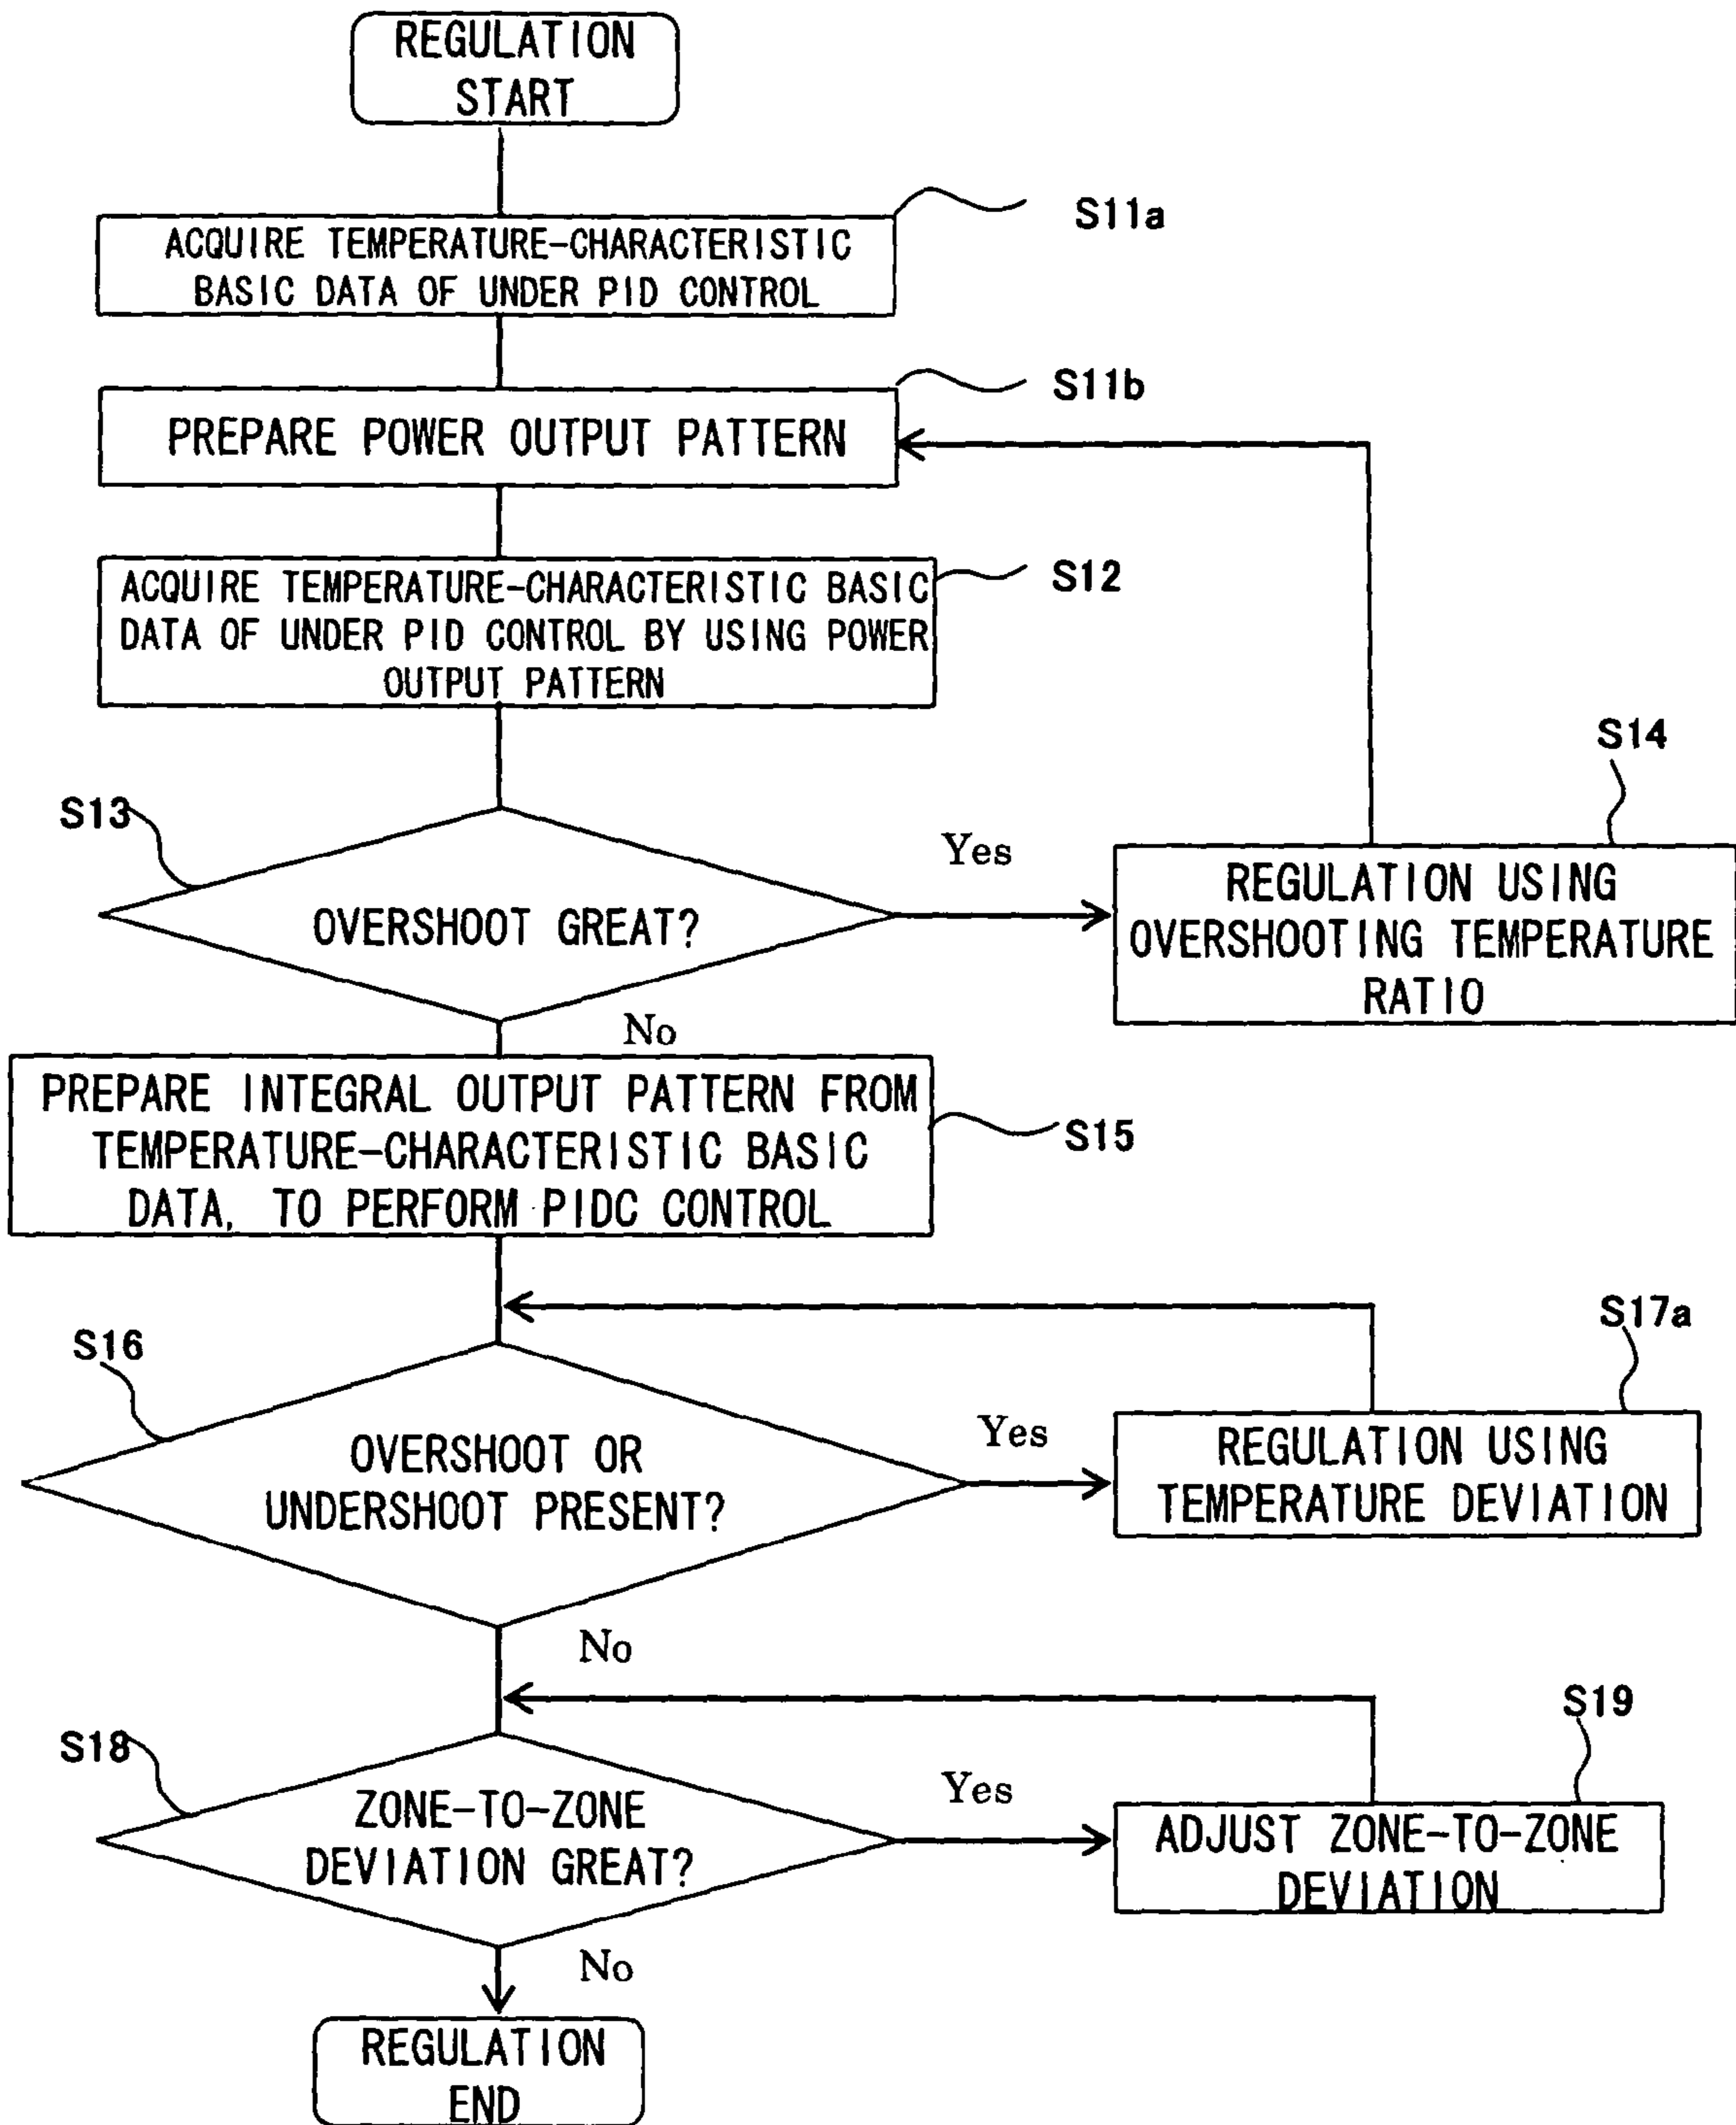 REGULATION
START
S11a
ACQUIRE TEMPERATURE-CHARACTERISTIC
BASIC DATA OF UNDER PID CONTROL
S11b
PREPARE POWER OUTPUT PATTERN
S12
ACQUIRE TEMPERATURE-CHARACTERISTIC BASIC
DATA OF UNDER PID CONTROL BY USING POWER
OUTPUT PATTERN
S13
OVERSHOOT GREAT?
Yes
S14
REGULATION USING
OVERSHOOTING TEMPERATURE
RATIO
No
PREPARE INTEGRAL OUTPUT PATTERN FROM
TEMPERATURE-CHARACTERISTIC BASIC
DATA, TO PERFORM PIDC CONTROL
S15
S16
OVERSHOOT OR
UNDERSHOOT PRESENT?
Yes
S17a
REGULATION USING
TEMPERATURE DEVIATION
No
S18
ZONE-TO-ZONE
DEVIATION GREAT?
Yes
S19
ADJUST ZONE-TO-ZONE
DEVIATION
No
REGULATION
END